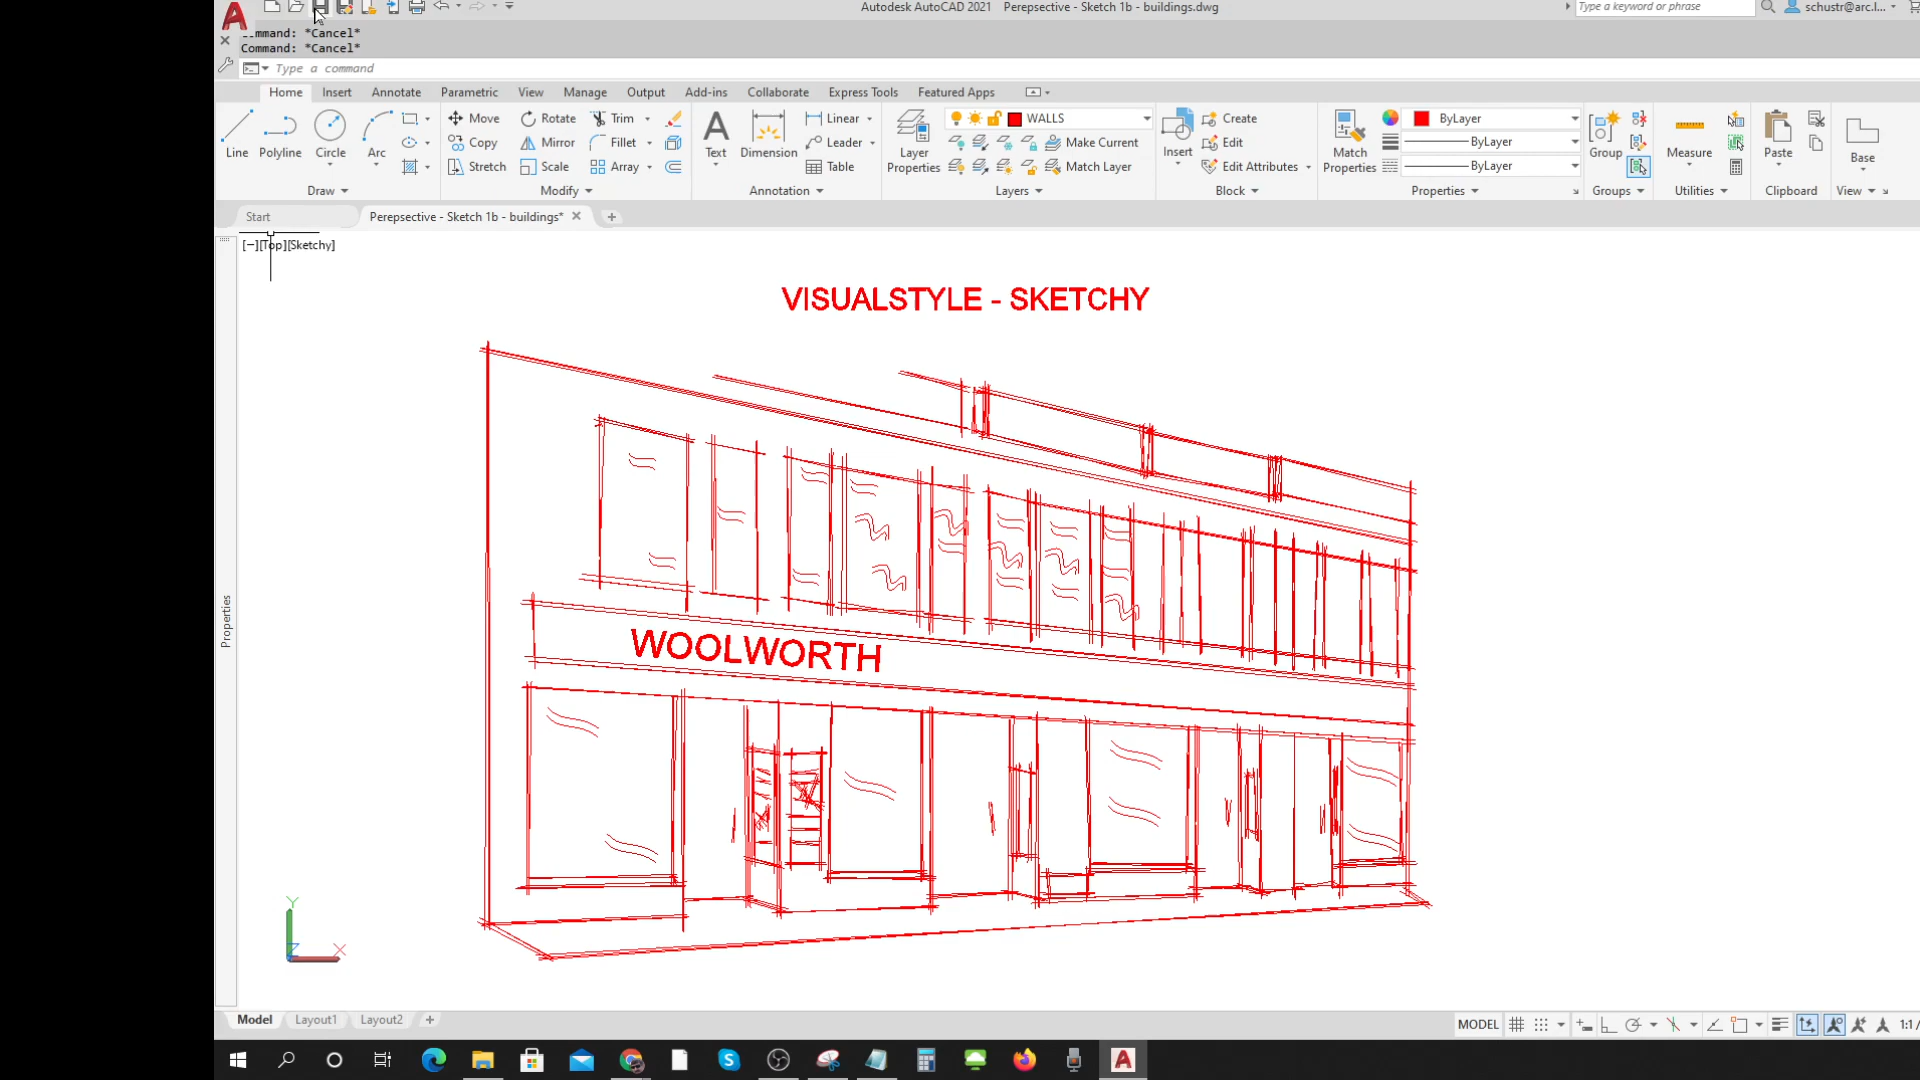 Autodesk AutoCAD 2021 Perepsective - Sketch 1b - buildings.dwg
Type a keyword or phrase
schustr@arc.l...
Command: *Cancel*
Command: *Cancel*
Type a command
Home Insert Annotate Parametric View Manage Output Add-ins Collaborate Express Tools Featured Apps
Line Polyline Circle Arc
Draw
Move Rotate Trim
Copy Mirror Fillet
Stretch Scale Array
Modify
Text Dimension
Linear
Leader
Table
Annotation
Layer Properties
WALLS
Make Current
Match Layer
Layers
Insert
Create
Edit
Edit Attributes
Block
Match Properties
ByLayer
ByLayer
ByLayer
Properties
Group
Groups
Measure
Utilities
Paste
Clipboard
Base
View
Start Perepsective - Sketch 1b - buildings*
[−][Top][Sketchy]
VISUALSTYLE - SKETCHY
WOOLWORTH
Properties
Y
X
Z
Model Layout1 Layout2
MODEL
1:1 /